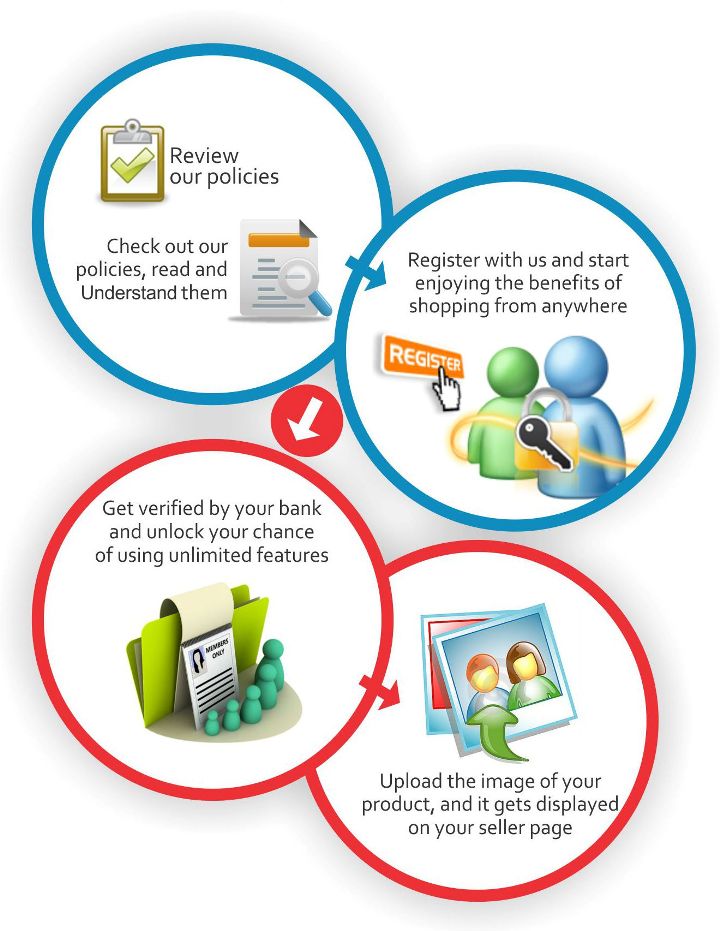 Review
our policies
Check out our
policies, read and
Understand them
Register with us and start
enjoying the benefits of
shopping from anywhere
REGISTER
Get verified by your bank
and unlock your chance
of using unlimited features
MEMBERS
ONLY
Upload the image of your
product, and it gets displayed
on your seller page